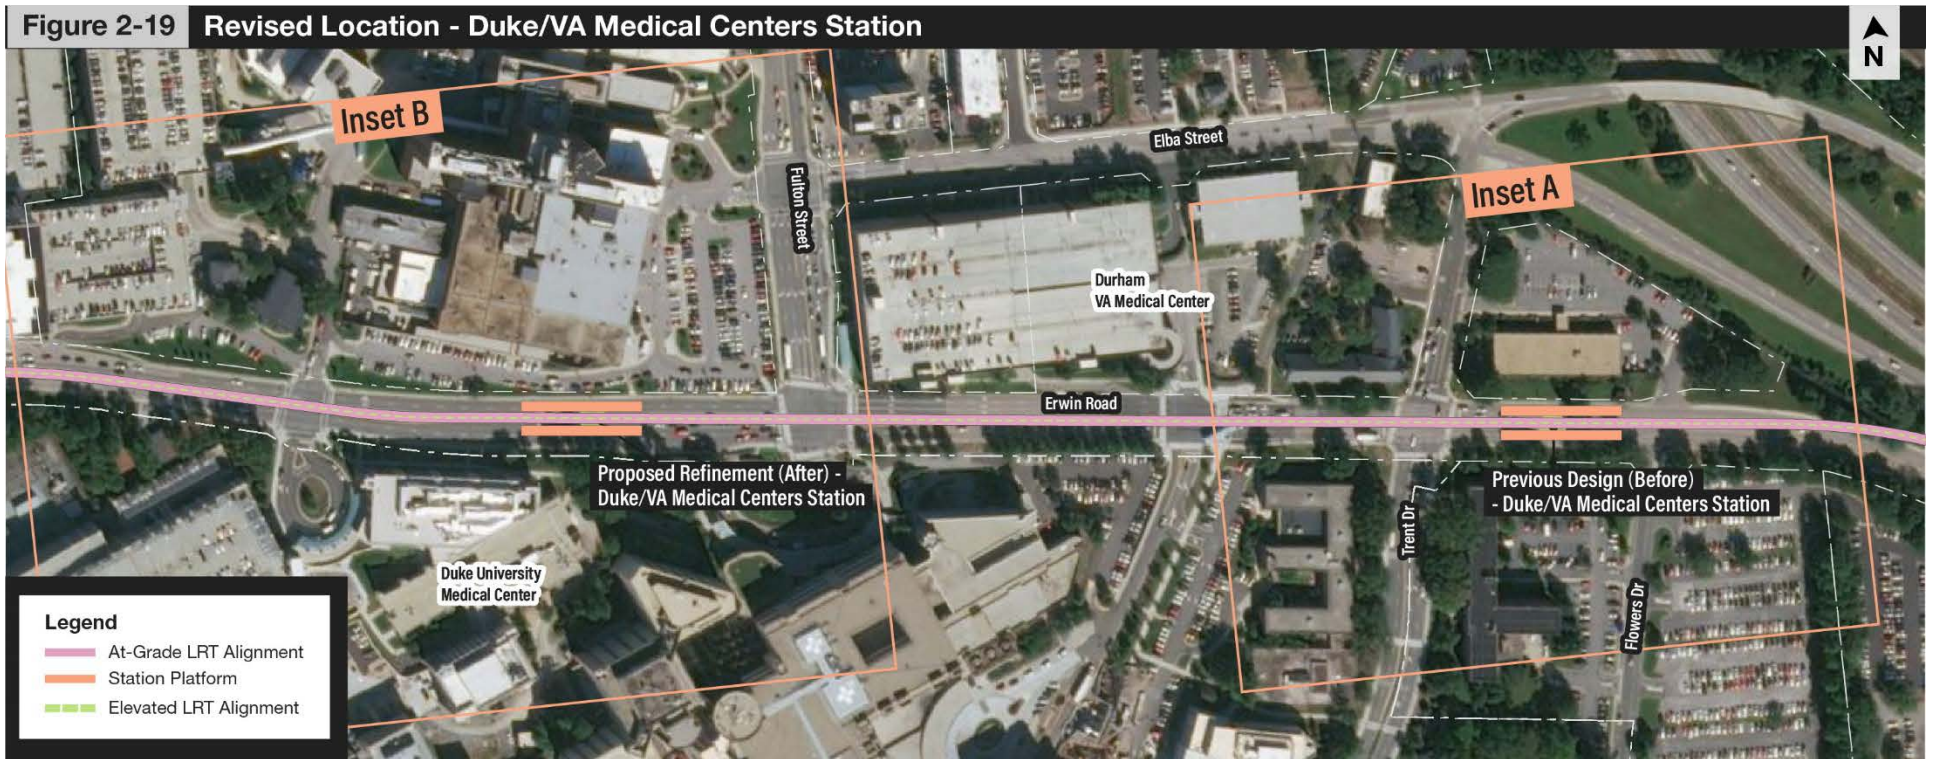 Figure 2-19
Revised Location - Duke/VA Medical Centers Station
N
Inset B
Elba Street
Fulton Street
Inset A
Durham
VA Medical Center
Erwin Road
Proposed Refinement (After) -
Duke/VA Medical Centers Station
Previous Design (Before)
- Duke/VA Medical Centers Station
Trent Dr
Duke University
Medical Center
Flowers Dr
Legend
At-Grade LRT Alignment
Station Platform
Elevated LRT Alignment